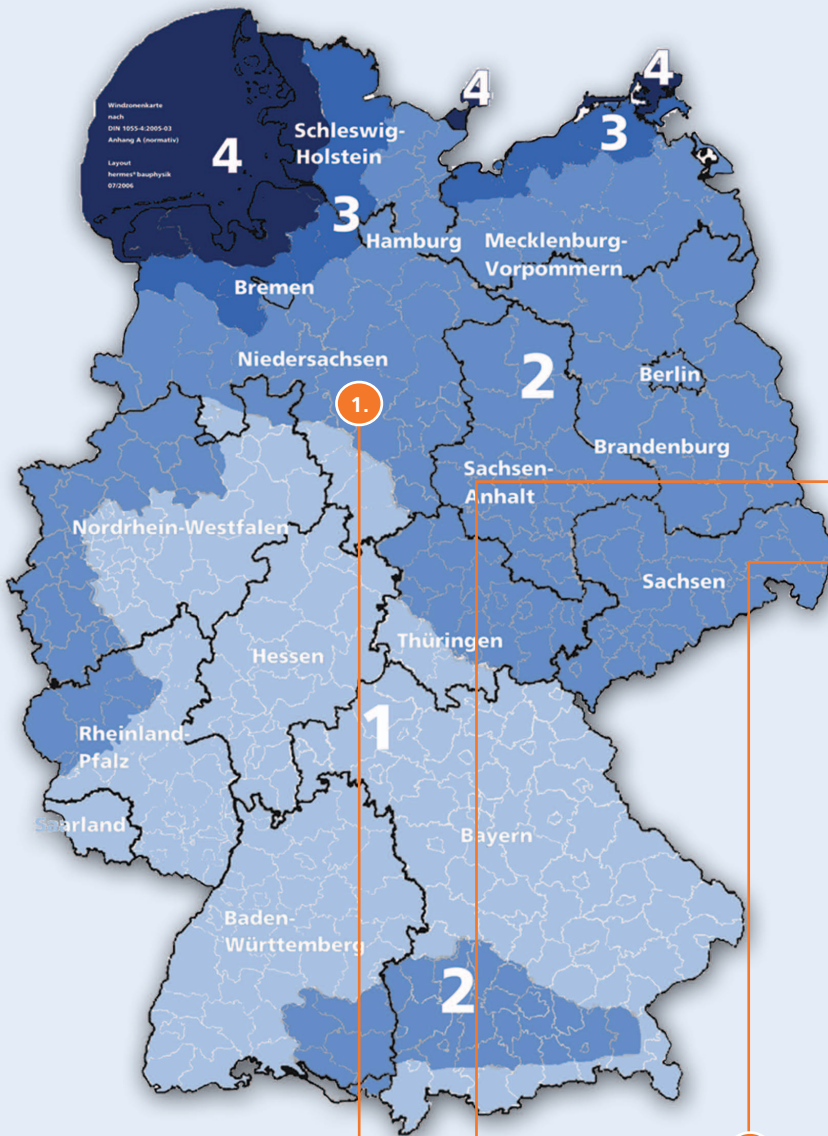 Windzonenkarte
nach
DIN 1055-4:2005-03
Anhang A (normativ)
Layout
hermes*bauphysik
07/2006
4
4
4
Schleswig-
Holstein
3
3
Hamburg
Mecklenburg-
Vorpommern
Bremen
Niedersachsen
2
Berlin
1.
Brandenburg
Sachsen-
Anhalt
Nordrhein-Westfalen
Sachsen
Thüringen
Hessen
1
Rheinland-
Pfalz
Saarland
Bayern
Baden-
Württemberg
2